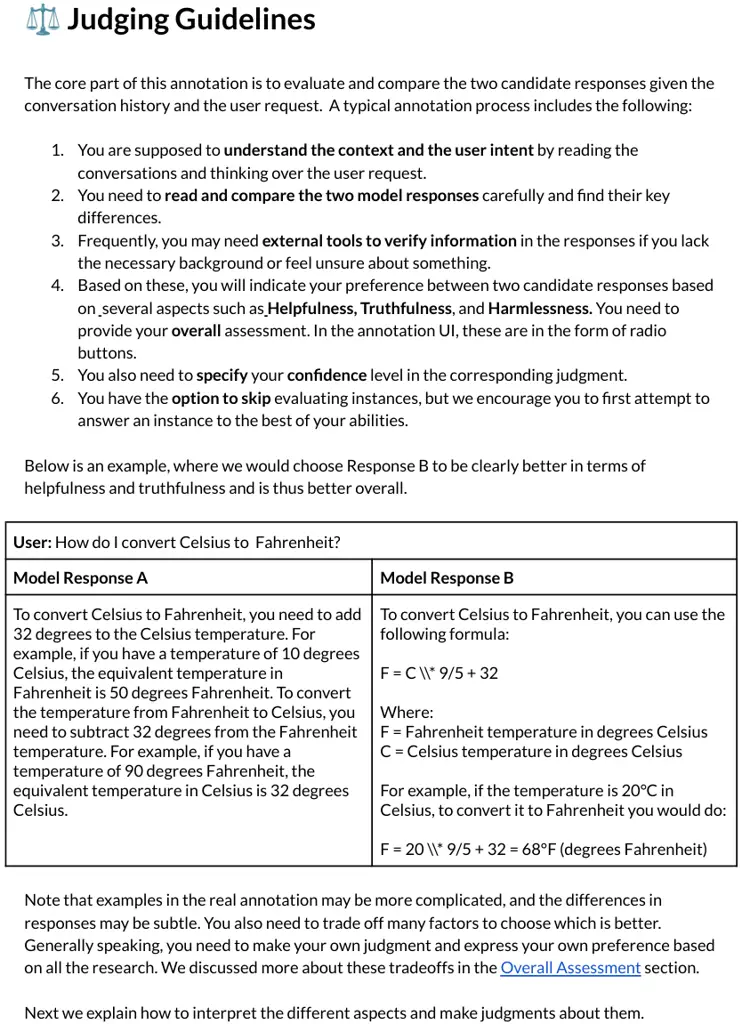 ⚖️ Judging Guidelines
The core part of this annotation is to evaluate and compare the two candidate responses given the
conversation history and the user request. A typical annotation process includes the following:
1. You are supposed to understand the context and the user intent by reading the
conversations and thinking over the user request.
2. You need to read and compare the two model responses carefully and find their key
differences.
3. Frequently, you may need external tools to verify information in the responses if you lack
the necessary background or feel unsure about something.
4. Based on these, you will indicate your preference between two candidate responses based
on several aspects such as Helpfulness, Truthfulness, and Harmlessness. You need to
provide your overall assessment. In the annotation UI, these are in the form of radio
buttons.
5. You also need to specify your confidence level in the corresponding judgment.
6. You have the option to skip evaluating instances, but we encourage you to first attempt to
answer an instance to the best of your abilities.
Below is an example, where we would choose Response B to be clearly better in terms of
helpfulness and truthfulness and is thus better overall.
User: How do I convert Celsius to Fahrenheit?
Model Response A
To convert Celsius to Fahrenheit, you need to add
32 degrees to the Celsius temperature. For
example, if you have a temperature of 10 degrees
Celsius, the equivalent temperature in
Fahrenheit is 50 degrees Fahrenheit. To convert
the temperature from Fahrenheit to Celsius, you
need to subtract 32 degrees from the Fahrenheit
temperature. For example, if you have a
temperature of 90 degrees Fahrenheit, the
equivalent temperature in Celsius is 32 degrees
Celsius.
Model Response B
To convert Celsius to Fahrenheit, you can use the
following formula:
F = C \\* 9/5 + 32
Where:
F = Fahrenheit temperature in degrees Celsius
C = Celsius temperature in degrees Celsius
For example, if the temperature is 20°C in
Celsius, to convert it to Fahrenheit you would do:
F = 20 \\* 9/5 + 32 = 68°F (degrees Fahrenheit)
Note that examples in the real annotation may be more complicated, and the differences in
responses may be subtle. You also need to trade off many factors to choose which is better.
Generally speaking, you need to make your own judgment and express your own preference based
on all the research. We discussed more about these tradeoffs in the Overall Assessment section.
Next we explain how to interpret the different aspects and make judgments about them.